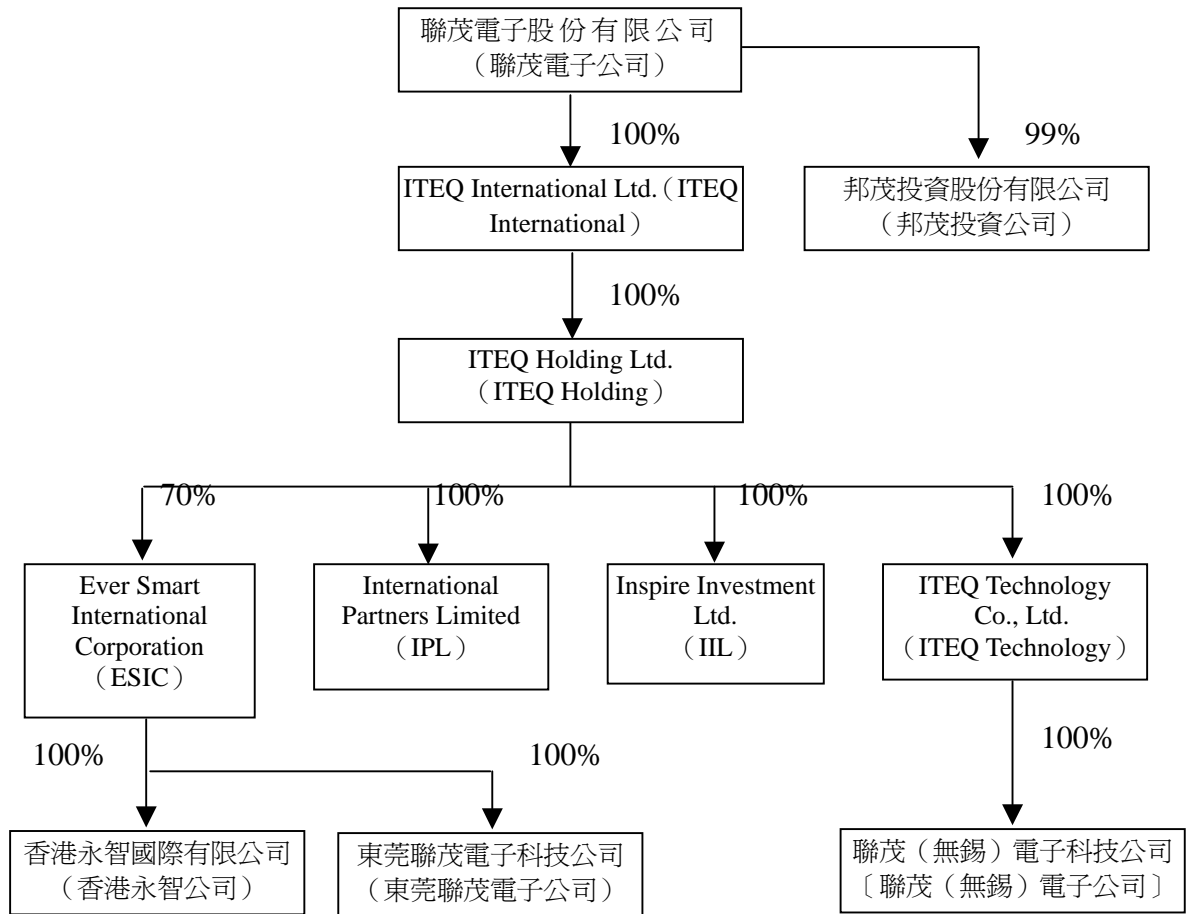 聯茂電子股份有限公司
（聯茂電子公司）
100%
99%
ITEQ International Ltd.（ITEQ
International）
邦茂投資股份有限公司
（邦茂投資公司）
100%
ITEQ Holding Ltd.
（ITEQ Holding）
70%
100%
100%
100%
Ever Smart
International
Corporation
（ESIC）
International
Partners Limited
（IPL）
Inspire Investment
Ltd.
（IIL）
ITEQ Technology
Co., Ltd.
（ITEQ Technology）
100%
100%
100%
香港永智國際有限公司
（香港永智公司）
東莞聯茂電子科技公司
（東莞聯茂電子公司）
聯茂（無錫）電子科技公司
〔聯茂（無錫）電子公司〕